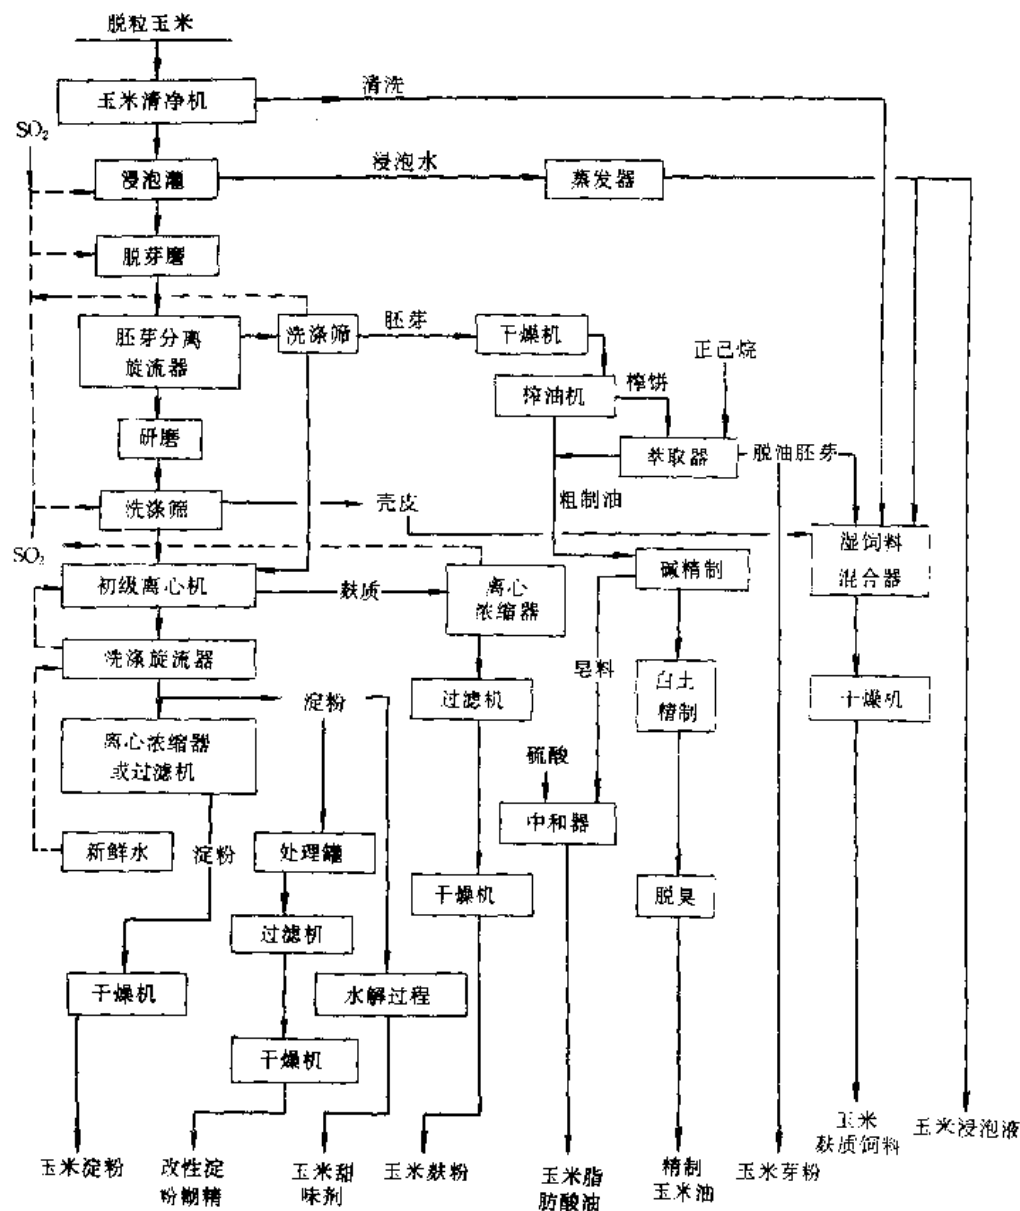 脱粒玉米
清洗
玉米清净机
SO₂
浸泡水
浸泡灌
蒸发器
脱芽磨
胚芽分离
旋流器
洗涤筛
胚芽
干燥机
正己烷
榨油机
榨饼
研磨
萃取器
脱油胚芽
洗涤筛
壳皮
粗制油
SO₂
湿饲料
混合器
初级离心机
麸质
离心
浓缩器
碱精制
洗涤旋流器
皂料
淀粉
过滤机
白土
精制
干燥机
离心浓缩器
或过滤机
硫酸
中和器
新鲜水
淀粉
处理罐
干燥机
脱臭
过滤机
干燥机
水解过程
干燥机
玉米淀粉
改性淀
粉糊精
玉米甜
味剂
玉米麸粉
玉米脂
肪酸油
精制
玉米油
玉米芽粉
玉米
麸质饲料
玉米浸泡液